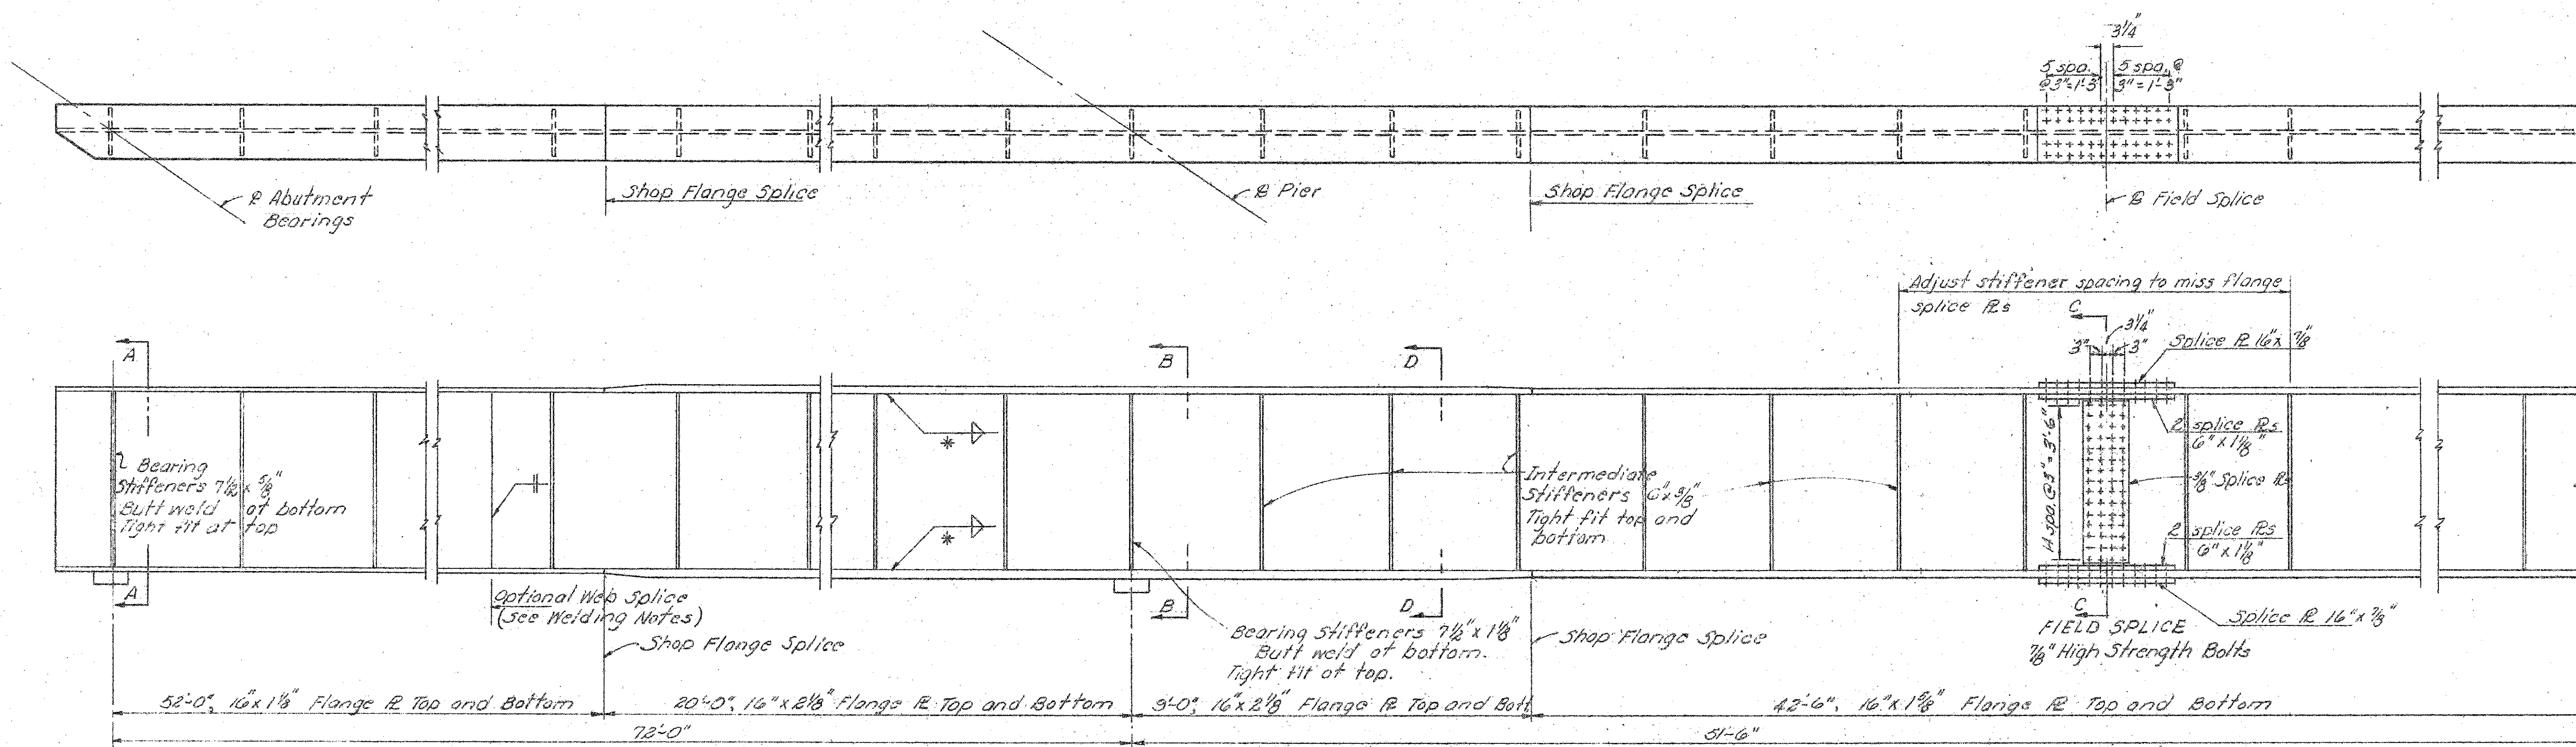 3¼"
5 spa. 5 spa. @
@3"=1'-3" 3"=1'-3"
℄ Abutment
Bearings
Shop Flange Splice
℄ Pier
Shop Flange Splice
℄ Field Splice
Adjust stiffener spacing to miss flange
splice ℞s
C
3¼"
3" 3"
Splice ℞ 16"x ⅞"
A
B
D
2 splice ℞s
6"x 1⅛"
Bearing
Stiffeners 7½ x ⅝"
Butt weld at bottom
Tight fit at top
*
*
Intermediate
Stiffeners 6"x ⅜"
Tight fit top and
bottom
14 spa. @3"=3'-6"
⅜" Splice ℞s
2 splice ℞s
6"x 1⅛"
A
Optional Web Splice
(see Welding Notes)
Shop Flange Splice
B
D
Bearing Stiffeners 7½"x 1⅛"
Butt weld at bottom.
Tight fit at top.
Shop Flange Splice
C
FIELD SPLICE
⅞" High Strength Bolts
Splice ℞ 16"x ⅞"
52'-0", 16"x 1⅛" Flange ℞ Top and Bottom
20'-0", 16"x 2⅛" Flange ℞ Top and Bottom
9'-0", 16"x 2⅛" Flange ℞ Top and Bott
42'-6", 16"x 1⅝" Flange ℞ Top and Bottom
72'-0"
51'-6"